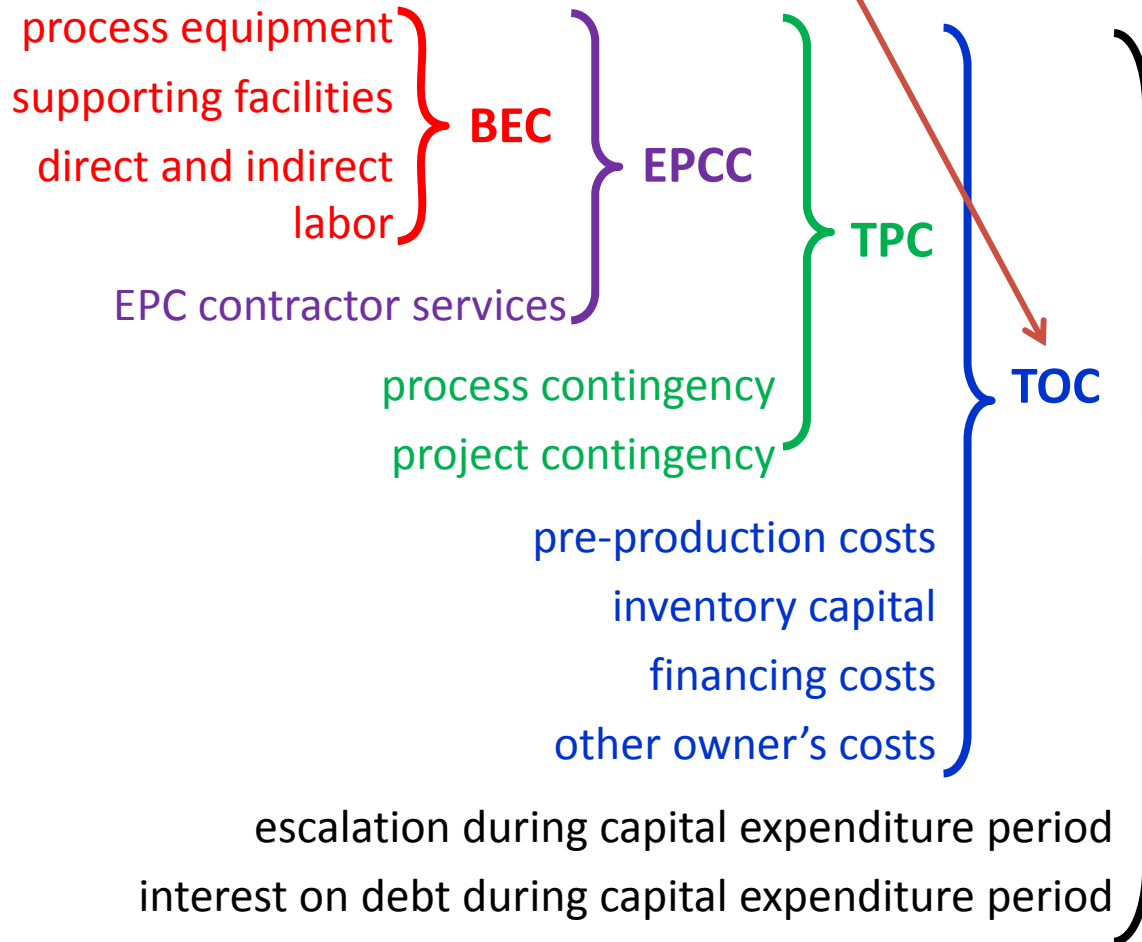 process equipment
supporting facilities
direct and indirect
labor
BEC
EPC contractor services
EPCC
process contingency
project contingency
TPC
pre-production costs
inventory capital
financing costs
other owner’s costs
TOC
escalation during capital expenditure period
interest on debt during capital expenditure period